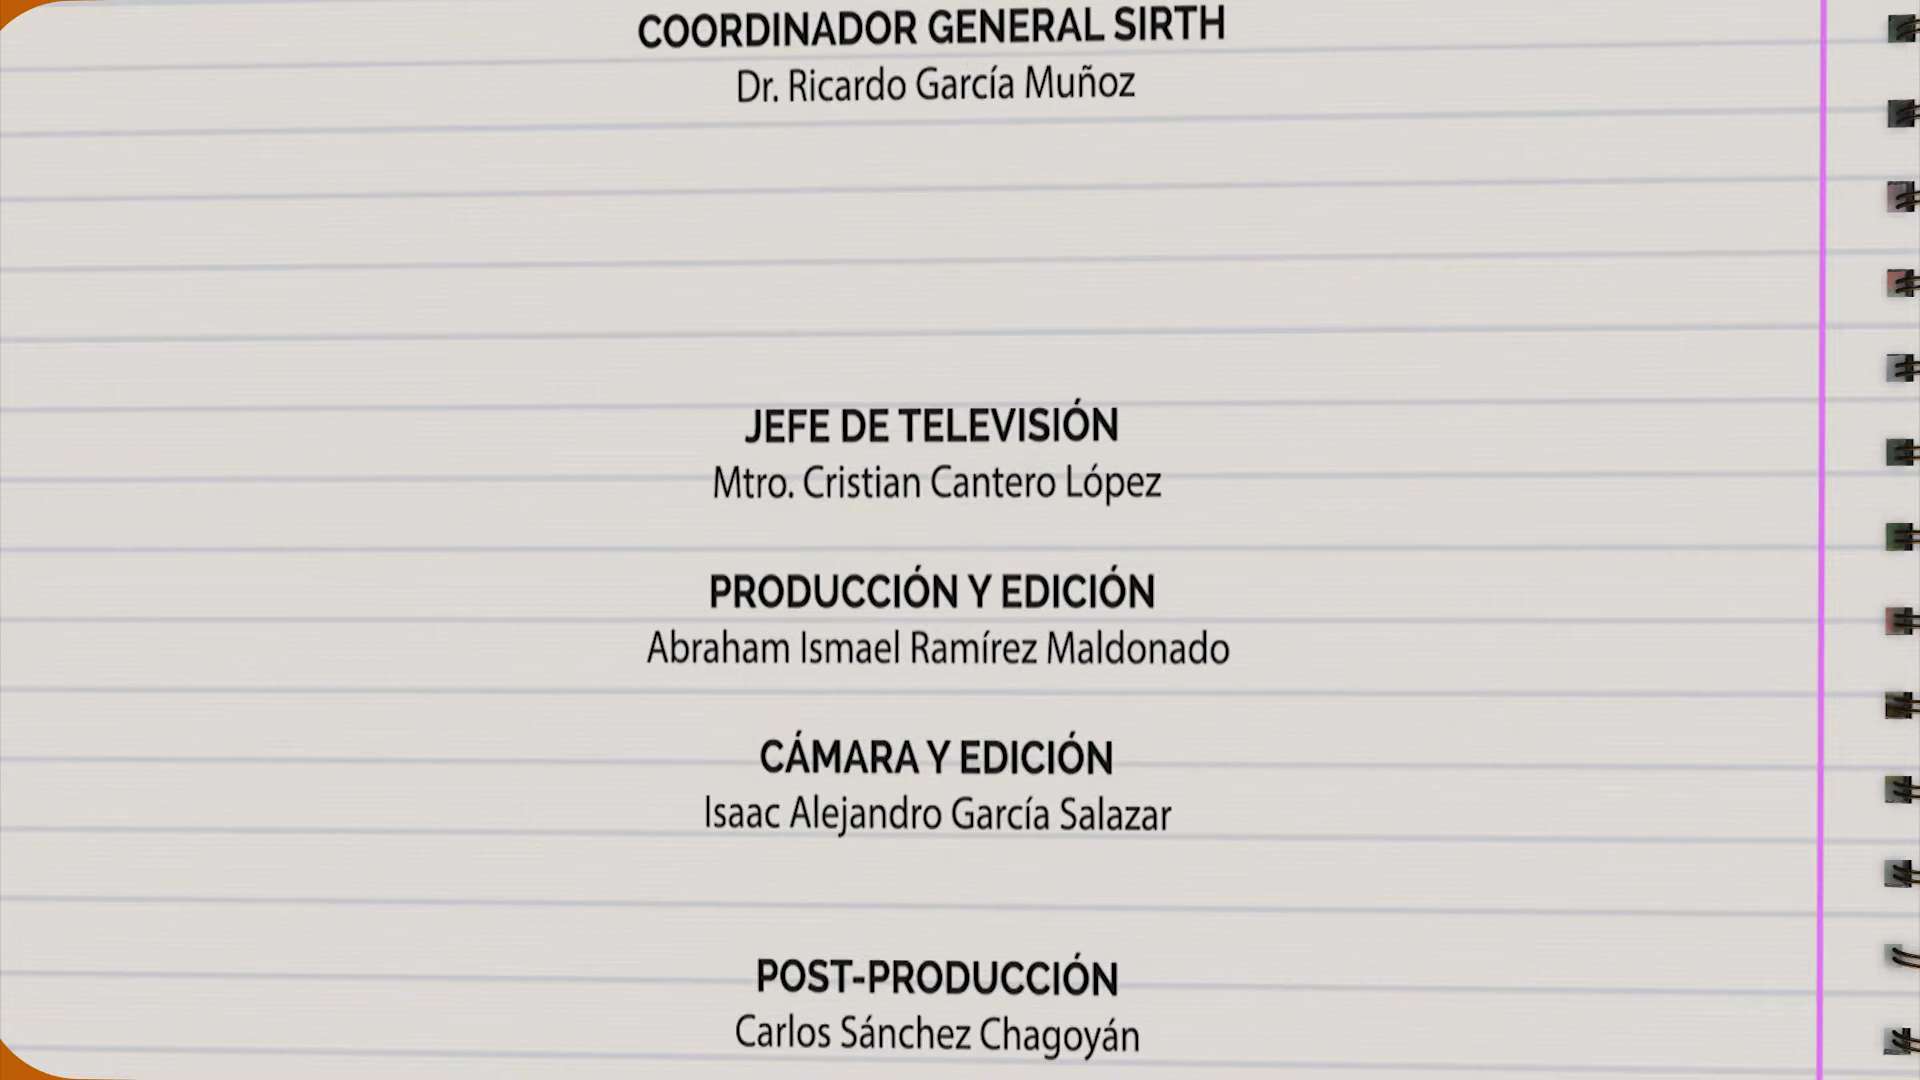 COORDINADOR GENERAL SIRTH
Dr. Ricardo García Muñoz
JEFE DE TELEVISIÓN
Mtro. Cristian Cantero López
PRODUCCIÓN Y EDICIÓN
Abraham Ismael Ramírez Maldonado
CÁMARA Y EDICIÓN
Isaac Alejandro García Salazar
POST-PRODUCCIÓN
Carlos Sánchez Chagoyán